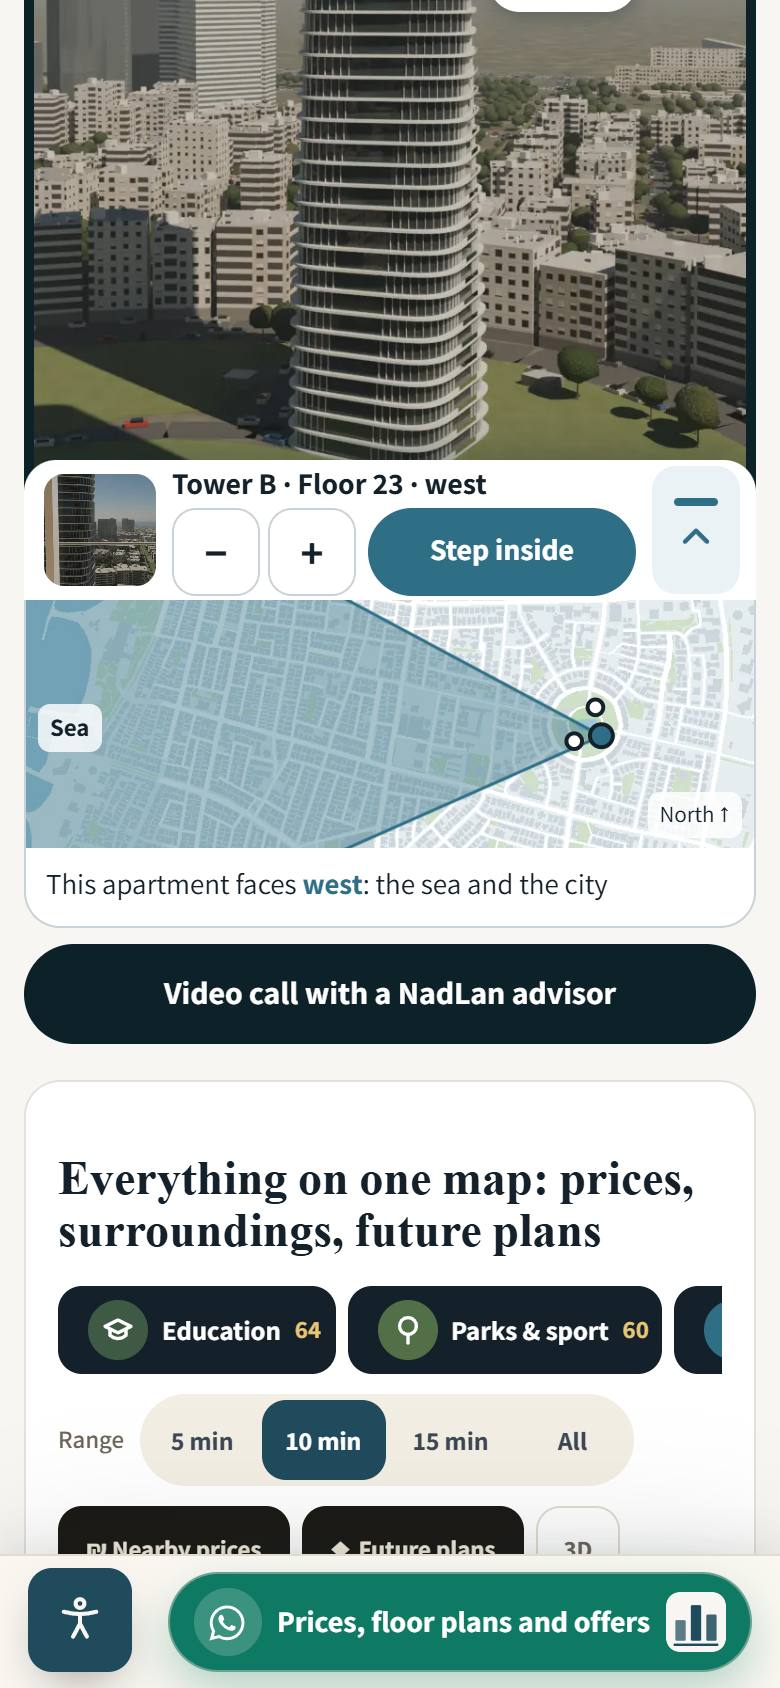 Tower B · Floor 23 · west
− + Step inside
Sea
North ↑
This apartment faces west: the sea and the city
Video call with a NadLan advisor
Everything on one map: prices,
surroundings, future plans
Education 64 Parks & sport 60
Range 5 min 10 min 15 min All
₪ Nearby prices ◆ Future plans 3D
Prices, floor plans and offers